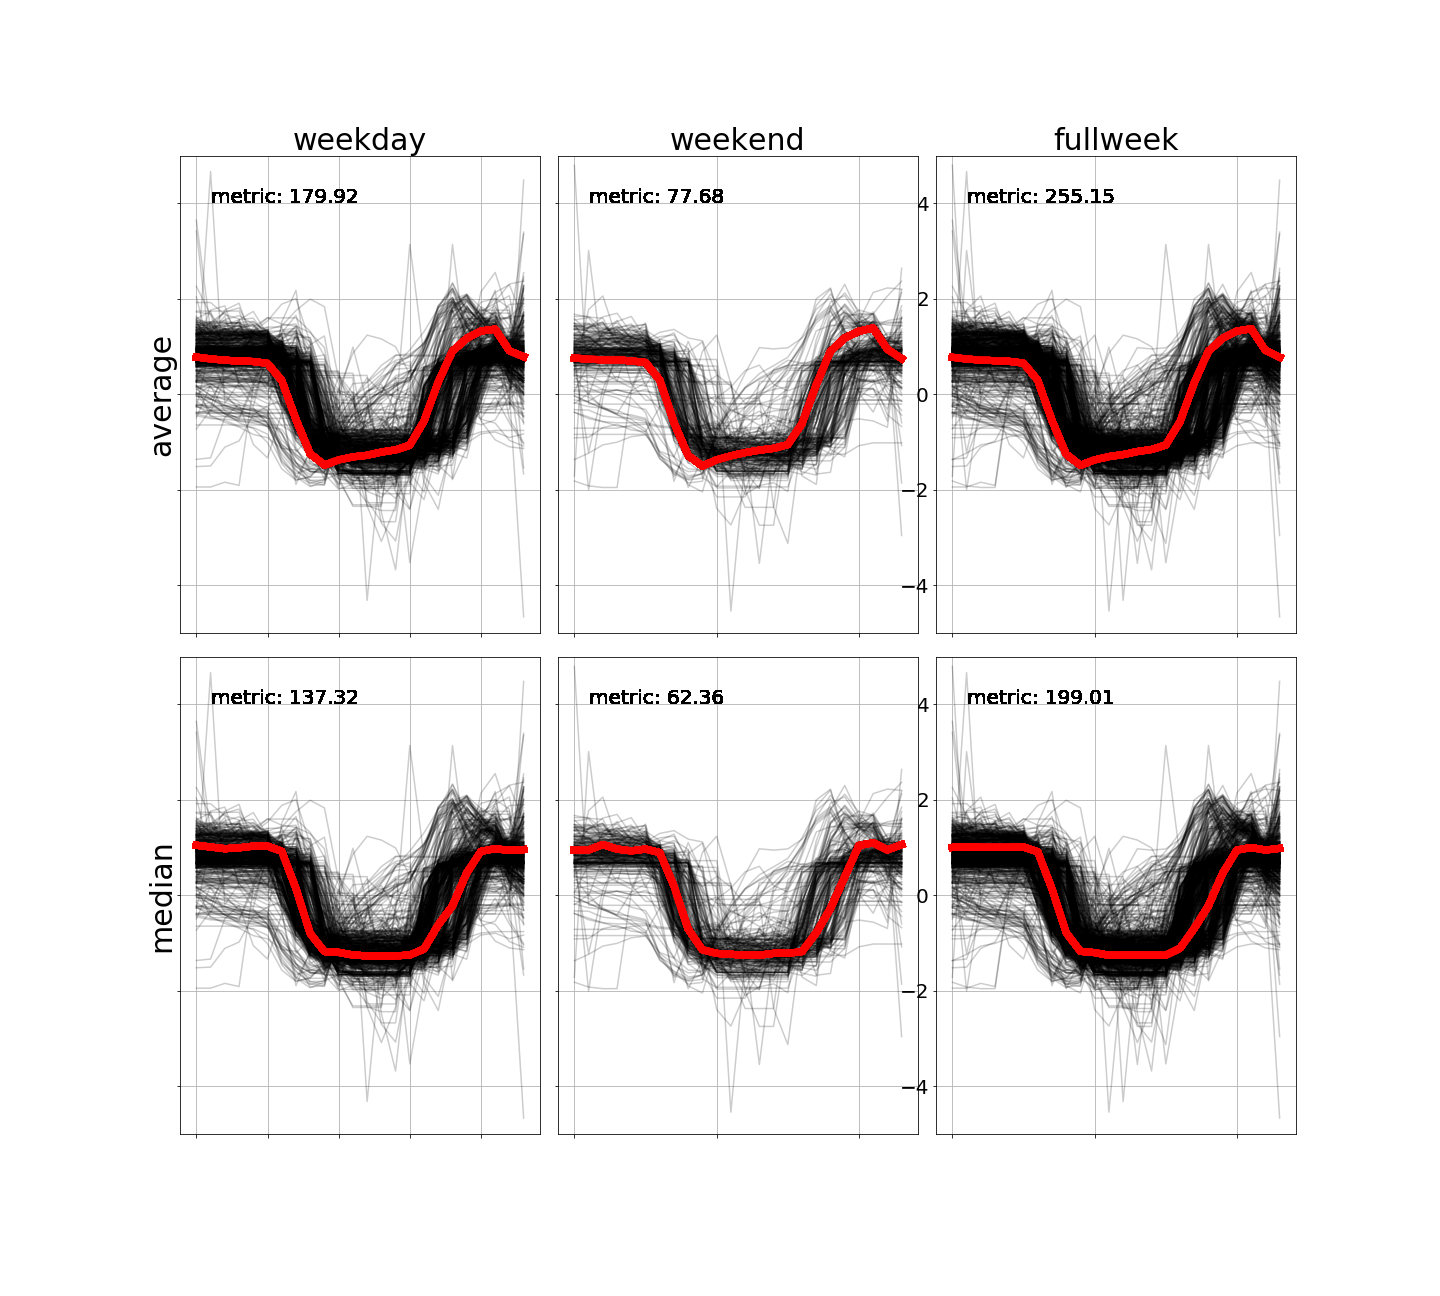 weekday weekend fullweek
average
metric: 179.92
metric: 77.68
metric: 255.15
4
2
0
−2
−4
median
metric: 137.32
metric: 62.36
metric: 199.01
4
2
0
−2
−4